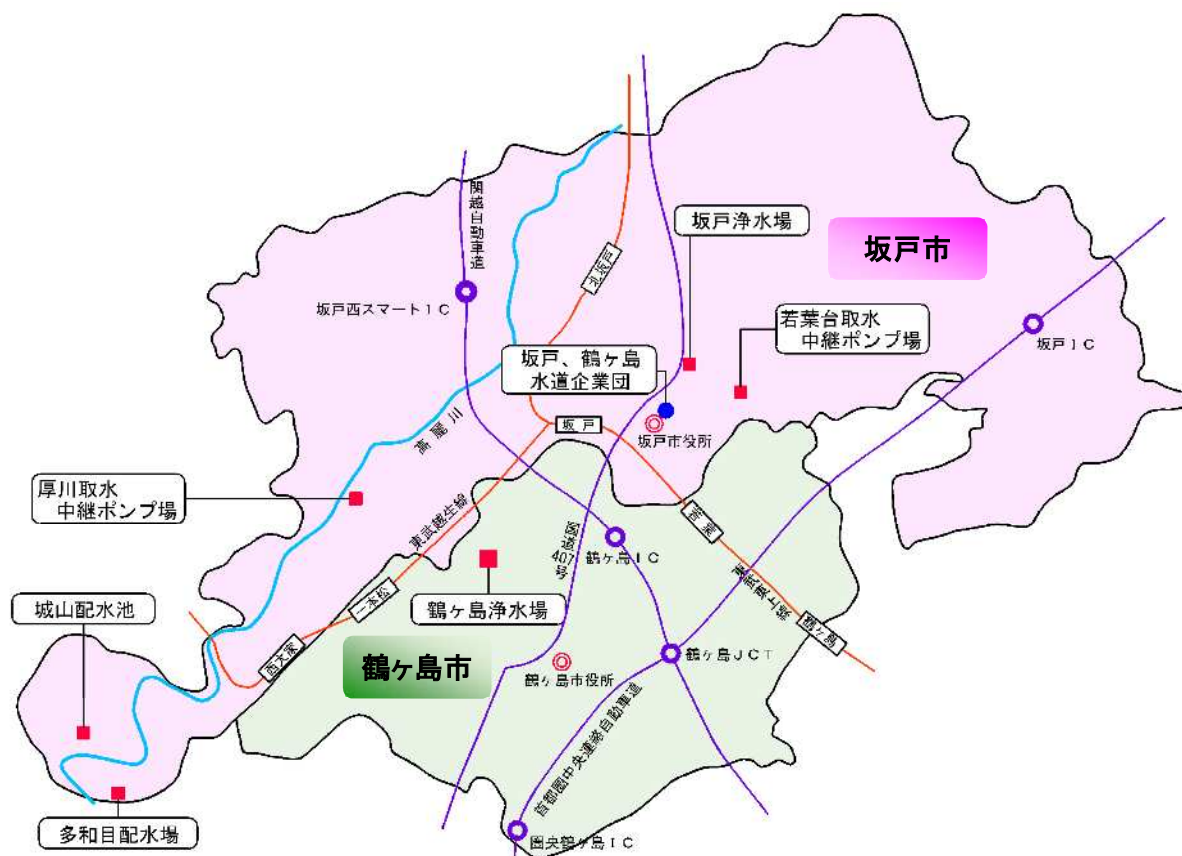 関越自動車道
坂戸浄水場
坂戸市
北坂戸
坂戸西スマートIC
若葉台取水
中継ポンプ場
坂戸IC
坂戸、鶴ヶ島
水道企業団
坂戸
坂戸市役所
高麗川
厚川取水
中継ポンプ場
東武越生線
国道407号
若葉
鶴ヶ島IC
東武東上線
一本松
鶴ヶ島浄水場
城山配水池
鶴ヶ島
西大家
鶴ヶ島市
鶴ヶ島JCT
鶴ヶ島市役所
首都圏中央連絡自動車道
多和目配水場
圏央鶴ヶ島IC